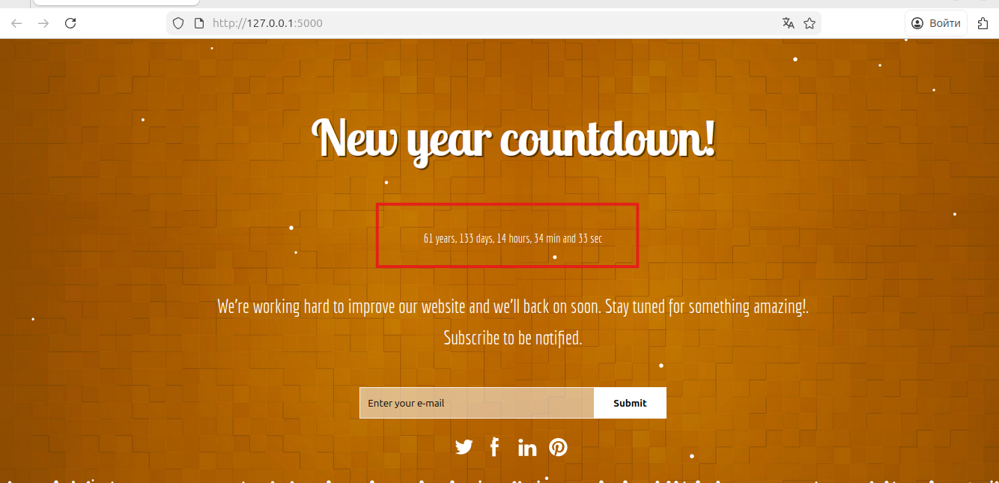 http://127.0.0.1:5000
Войти
New year countdown!
61 years, 133 days, 14 hours, 34 min and 33 sec
We're working hard to improve our website and we'll back on soon. Stay tuned for something amazing!.
Subscribe to be notified.
Enter your e-mail
Submit